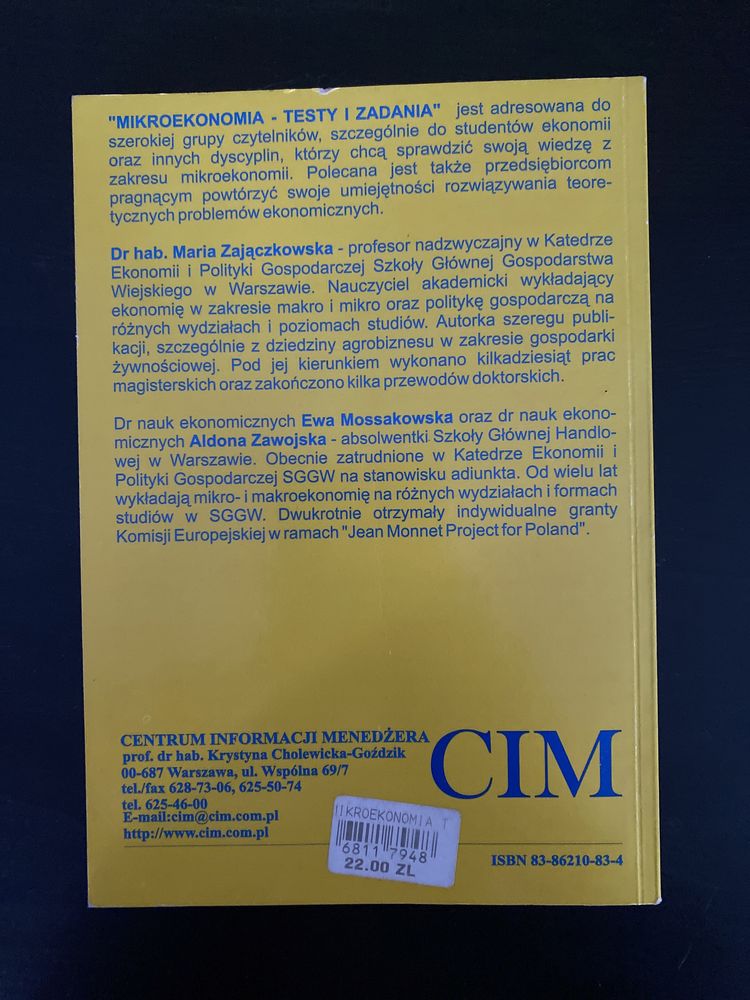 "MIKROEKONOMIA - TESTY I ZADANIA" jest adresowana do
szerokiej grupy czytelników, szczególnie do studentów ekonomii
oraz innych dyscyplin, którzy chcą sprawdzić swoją wiedzę z
zakresu mikroekonomii. Polecana jest także przedsiębiorcom
pragnącym powtórzyć swoje umiejętności rozwiązywania teore-
tycznych problemów ekonomicznych.
Dr hab. Maria Zajączkowska - profesor nadzwyczajny w Katedrze
Ekonomii i Polityki Gospodarczej Szkoły Głównej Gospodarstwa
Wiejskiego w Warszawie. Nauczyciel akademicki wykładający
ekonomię w zakresie makro i mikro oraz politykę gospodarczą na
różnych wydziałach i poziomach studiów. Autorka szeregu publi-
kacji, szczególnie z dziedziny agrobiznesu w zakresie gospodarki
żywnościowej. Pod jej kierunkiem wykonano kilkadziesiąt prac
magisterskich oraz zakończono kilka przewodów doktorskich.
Dr nauk ekonomicznych Ewa Mossakowska oraz dr nauk ekono-
micznych Aldona Zawojska - absolwentki Szkoły Głównej Handlo-
wej w Warszawie. Obecnie zatrudnione w Katedrze Ekonomii i
Polityki Gospodarczej SGGW na stanowisku adiunkta. Od wielu lat
wykładają mikro- i makroekonomię na różnych wydziałach i formach
studiów w SGGW. Dwukrotnie otrzymały indywidualne granty
Komisji Europejskiej w ramach "Jean Monnet Project for Poland".
CENTRUM INFORMACJI MENEDŻERA
prof. dr hab. Krystyna Cholewicka-Goździk
00-687 Warszawa, ul. Wspólna 69/7
tel./fax 628-73-06, 625-50-74
tel. 625-46-00
E-mail:cim@cim.com.pl
http://www.cim.com.pl
CIM
IKROEKONOMIA T
6811 7948
22.00 ZL
ISBN 83-86210-83-4